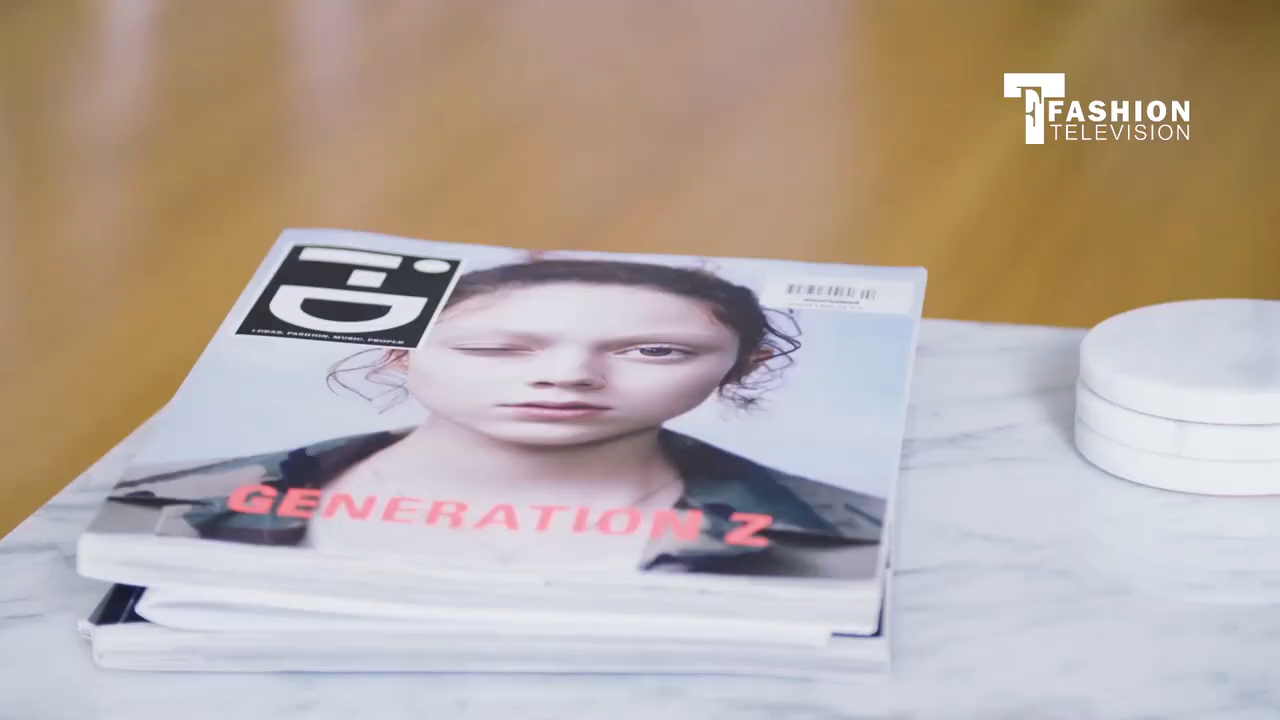 FASHION
TELEVISION
i-D
I-DEAS, FASHION, MUSIC, PEOPLE
GENERATION Z